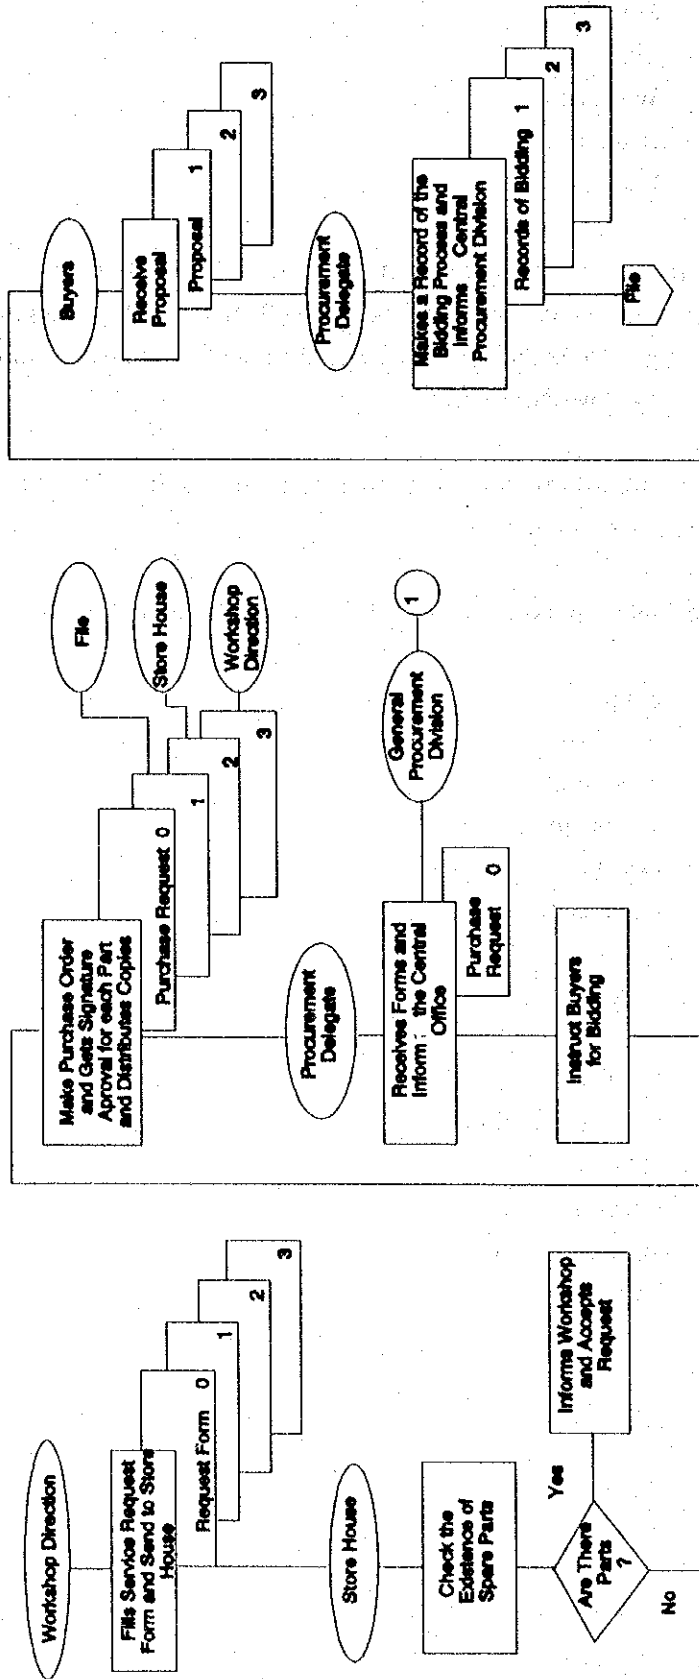 Workshop Direction
Fills Service Request
Form and Send to Store
House
Request Form 0
1
2
3
Store House
Check the
Existence of
Spare Parts
Are There
Parts
?
Yes
Informs Workshop
and Accepts
Request
No
Make Purchase Order
and Gets Signature
Aproval for each Part
and Distributes Copies
Purchase Request 0
1
2
3
File
Store House
Workshop
Direction
Procurement
Delegate
Receives Forms and
Inform : the Central
Office
Purchase
Request 0
General
Procurement
Division
1
Instruct Buyers
for Bidding
Buyers
Receive
Proposal
Proposal 1
2
3
Procurement
Delegate
Makes a Record of the
Bidding Process and
Informs Central
Procurement Division
Records of Bidding 1
2
3
File